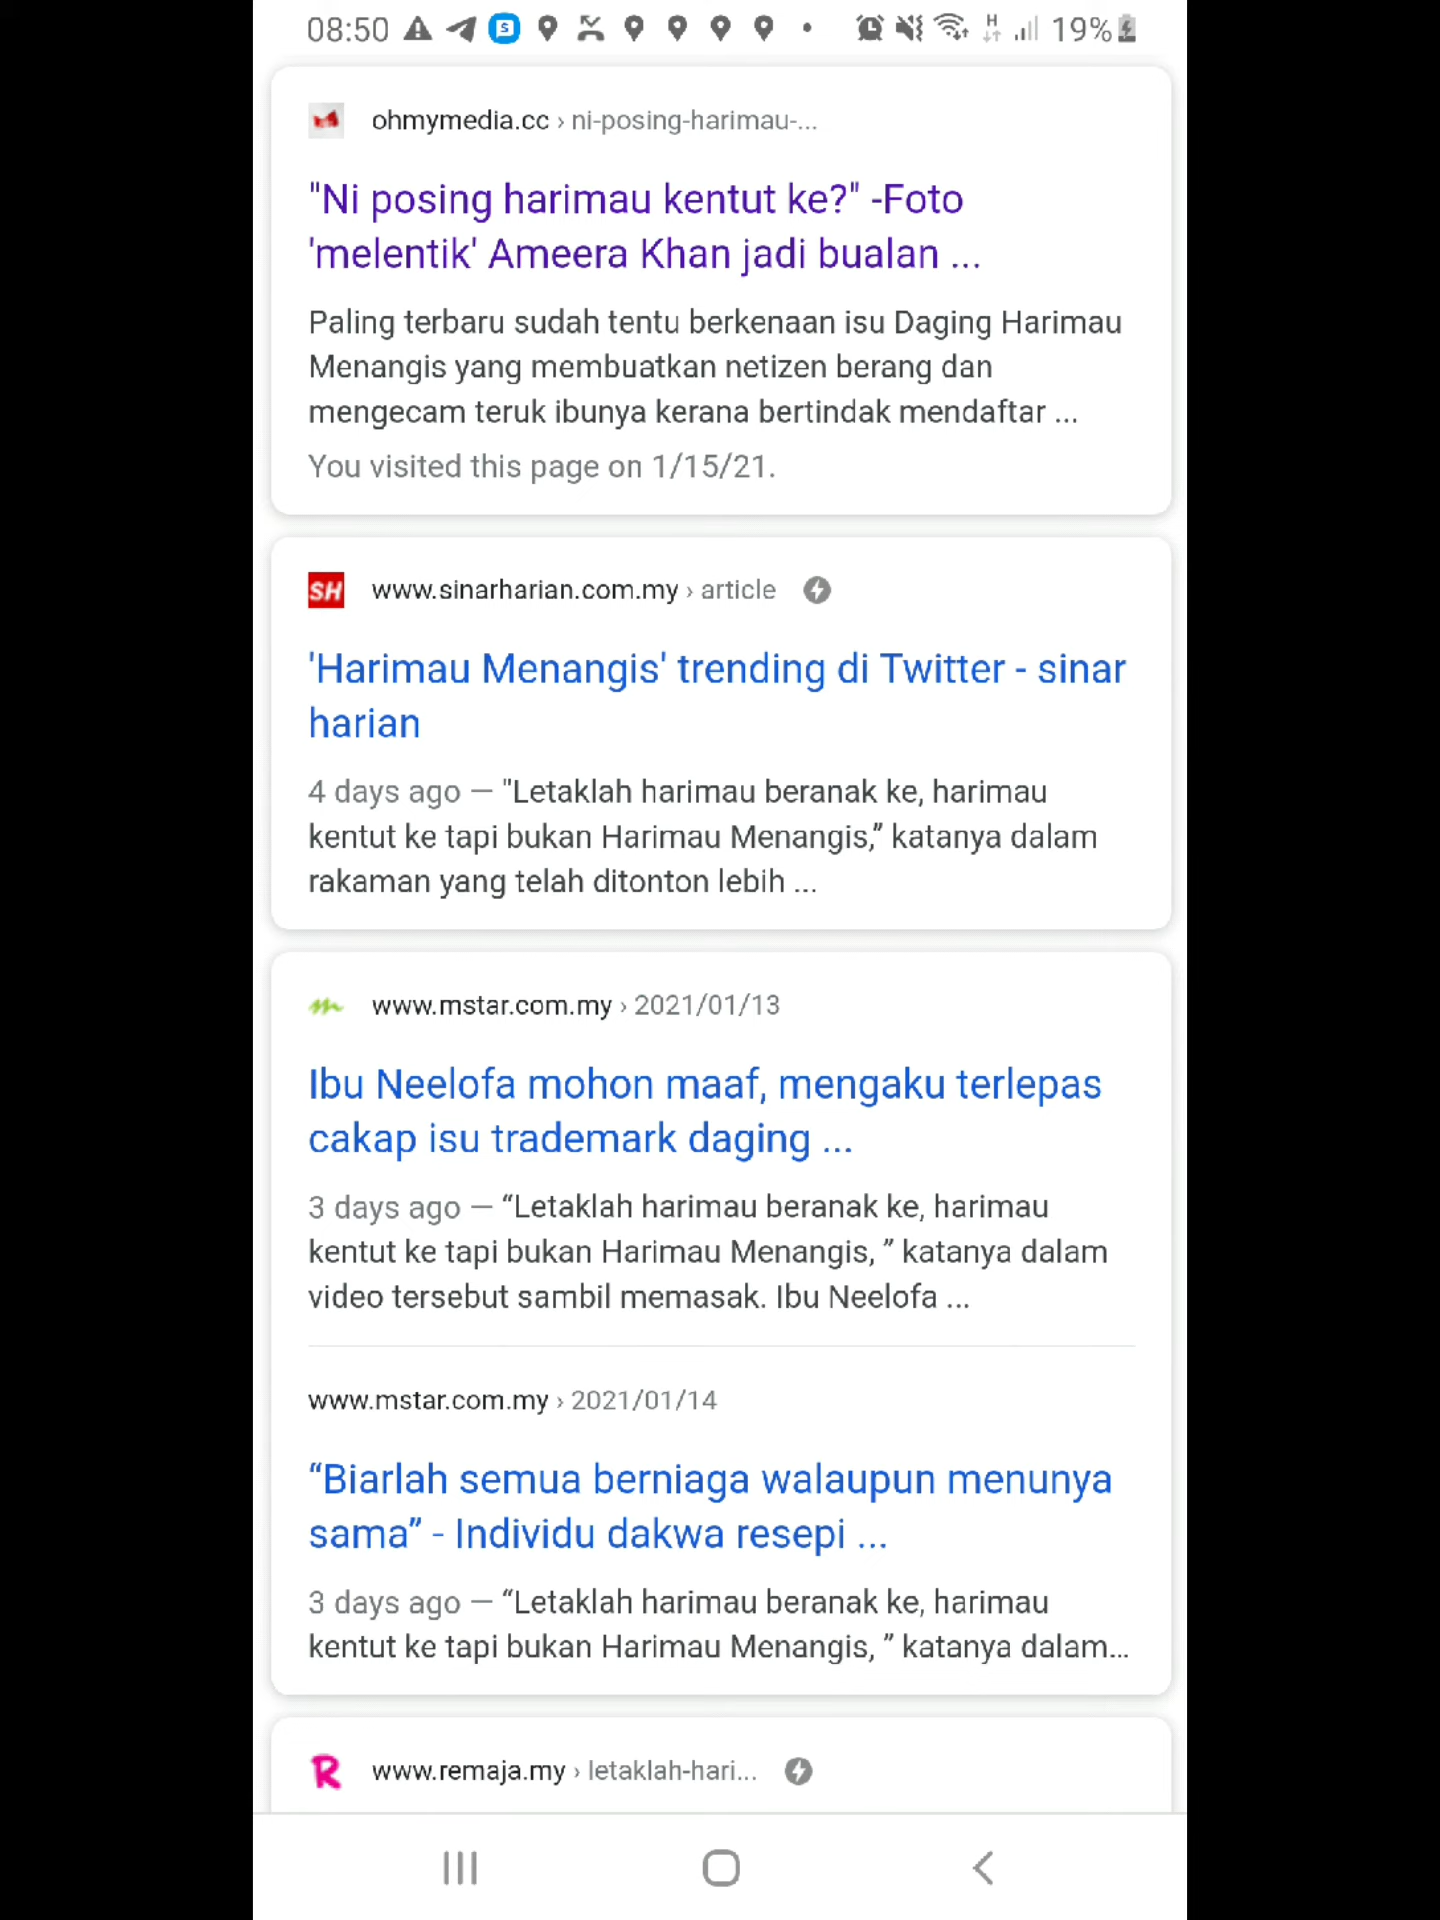 08:50
H
19%
ohmymedia.cc › ni-posing-harimau-...
"Ni posing harimau kentut ke?" -Foto
'melentik' Ameera Khan jadi bualan ...
Paling terbaru sudah tentu berkenaan isu Daging Harimau
Menangis yang membuatkan netizen berang dan
mengecam teruk ibunya kerana bertindak mendaftar ...
You visited this page on 1/15/21.
SH
www.sinarharian.com.my › article
'Harimau Menangis' trending di Twitter - sinar
harian
4 days ago — "Letaklah harimau beranak ke, harimau
kentut ke tapi bukan Harimau Menangis,” katanya dalam
rakaman yang telah ditonton lebih ...
www.mstar.com.my › 2021/01/13
Ibu Neelofa mohon maaf, mengaku terlepas
cakap isu trademark daging ...
3 days ago — “Letaklah harimau beranak ke, harimau
kentut ke tapi bukan Harimau Menangis, ” katanya dalam
video tersebut sambil memasak. Ibu Neelofa ...
www.mstar.com.my › 2021/01/14
“Biarlah semua berniaga walaupun menunya
sama” - Individu dakwa resepi ...
3 days ago — “Letaklah harimau beranak ke, harimau
kentut ke tapi bukan Harimau Menangis, ” katanya dalam...
R
www.remaja.my › letaklah-hari...